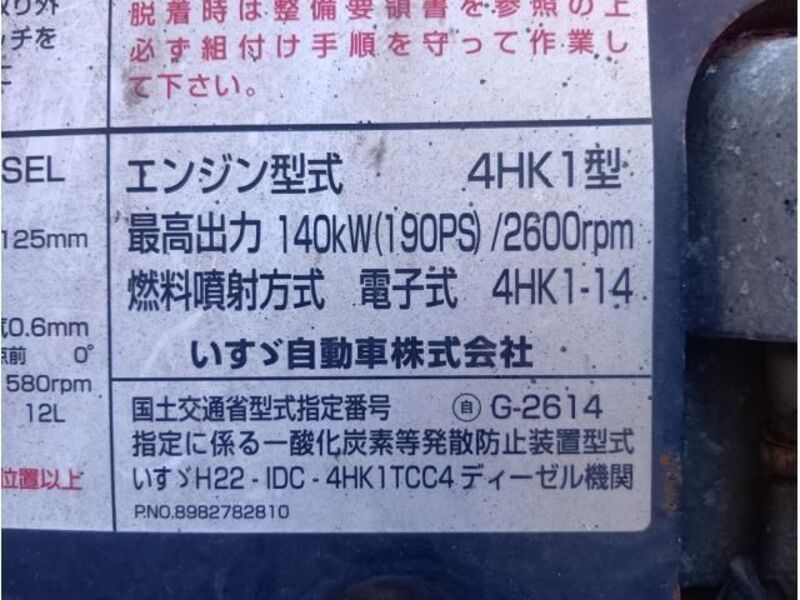 脱着時は整備要領書を参照の上
必ず組付け手順を守って作業し
て下さい。
SEL
125mm
0.6mm
0°
580rpm
12L
位置以上
エンジン型式 4HK1型
最高出力 140kW(190PS)/2600rpm
燃料噴射方式 電子式 4HK1-14
いすゞ自動車株式会社
国土交通省型式指定番号 ㊀自 G-2614
指定に係る一酸化炭素等発散防止装置型式
いすゞH22-IDC-4HK1TCC4ディーゼル機関
P.NO.8982782810